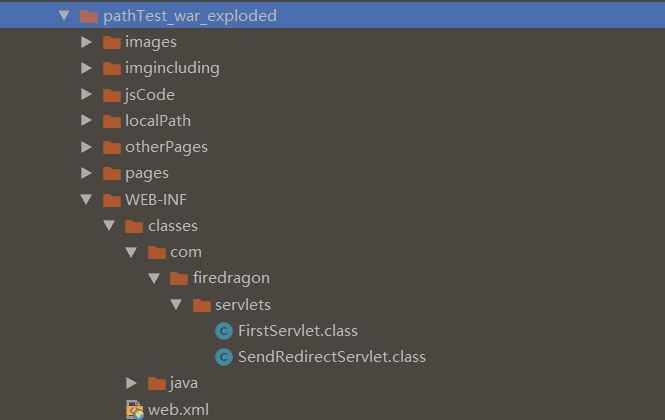 pathTest_war_exploded
images
imgincluding
jsCode
localPath
otherPages
pages
WEB-INF
classes
com
firedragon
servlets
C FirstServlet.class
C SendRedirectServlet.class
java
web.xml